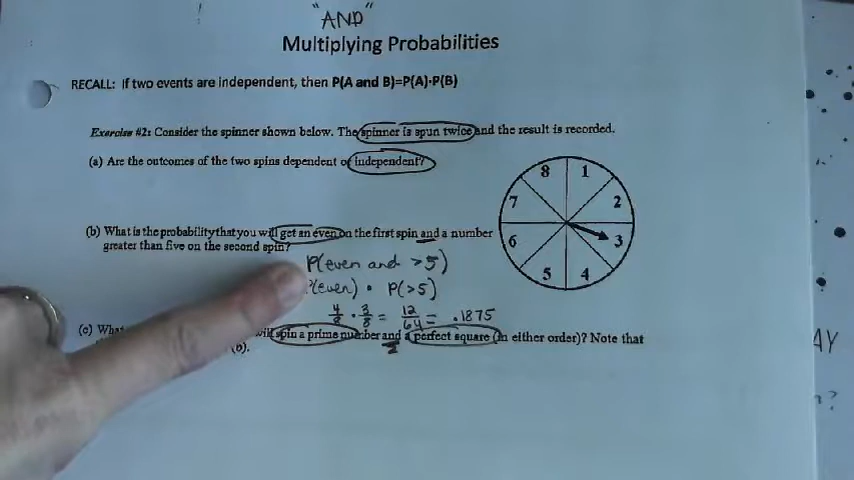 "AND"
Multiplying Probabilities
RECALL: If two events are independent, then P(A and B)=P(A)·P(B)
Exercise #2: Consider the spinner shown below. The spinner is spun twice and the result is recorded.
(a) Are the outcomes of the two spins dependent or independent?
8 1
7 2
6 3
5 4
(b) What is the probability that you will get an even on the first spin and a number
greater than five on the second spin?
P(even and >5)
P(even) · P(>5)
4/8 · 3/8 = 12/64 = .1875
(c) What will spin a prime number and a perfect square (in either order)? Note that
(b).
AY
?